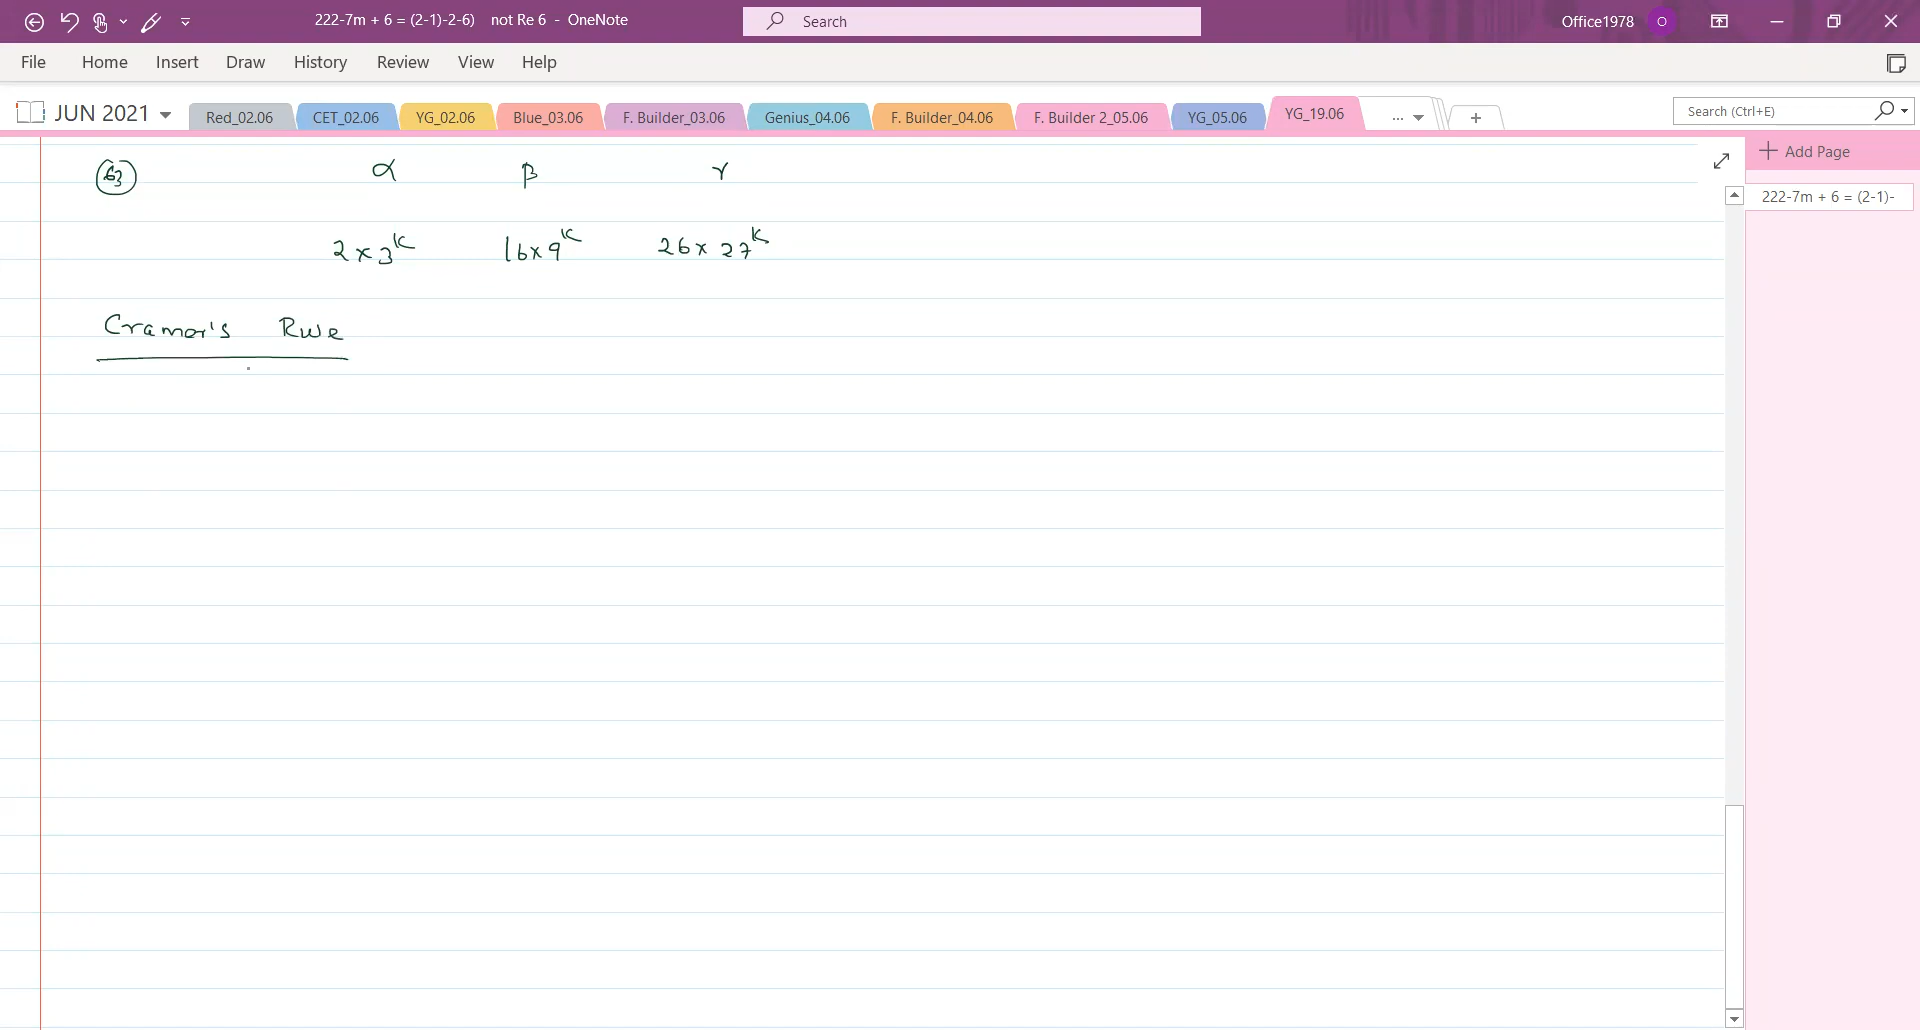 222-7m + 6 = (2-1)-2-6) not Re 6 - OneNote
Search
Office1978
O
File Home Insert Draw History Review View Help
JUN 2021
Red_02.06 CET_02.06 YG_02.06 Blue_03.06 F. Builder_03.06 Genius_04.06 F. Builder_04.06 F. Builder 2_05.06 YG_05.06 YG_19.06 ... +
Search (Ctrl+E)
Add Page
222-7m + 6 = (2-1)-
63 α β γ
2 x 3^K 16 x 9^K 26 x 27^K
Cramer's Rule